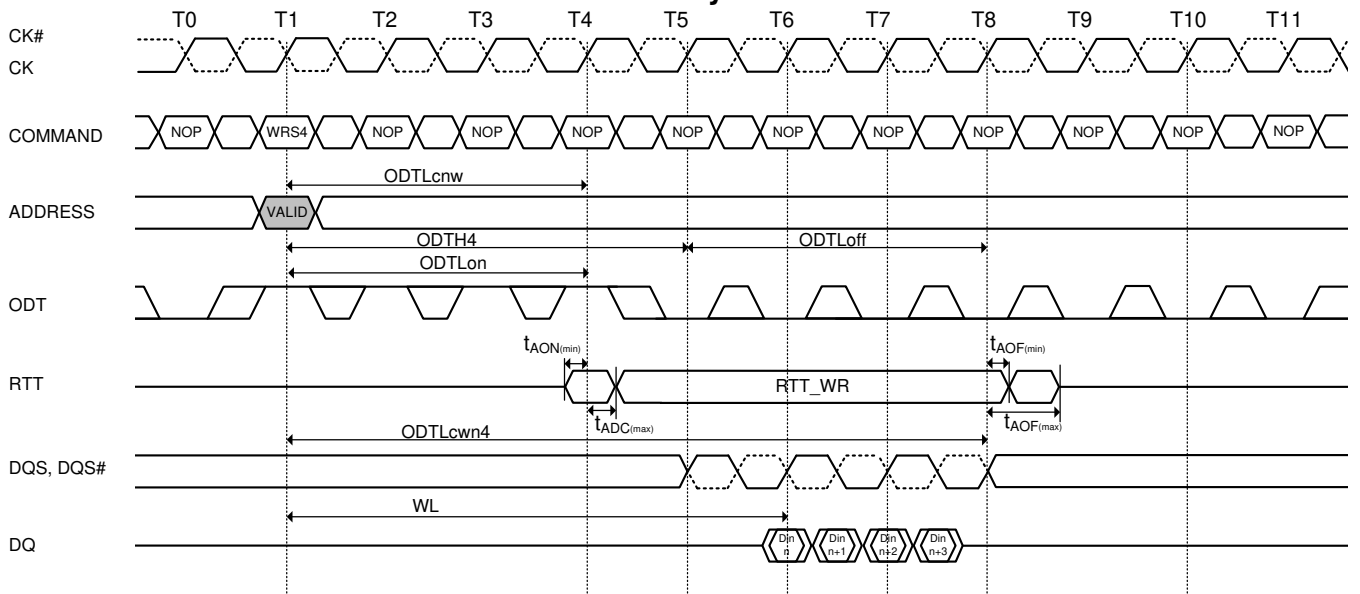 T0 T1 T2 T3 T4 T5 T6 T7 T8 T9 T10 T11
CK#
CK
COMMAND NOP WRS4 NOP NOP NOP NOP NOP NOP NOP NOP NOP NOP
ODTLcnw
ADDRESS VALID
ODTH4 ODTLoff
ODTLon
ODT
tAON(min) tAOF(min)
RTT RTT_WR
tADC(max) tAOF(max)
ODTLcwn4
DQS, DQS#
WL
DQ Din n Din n+1 Din n+2 Din n+3